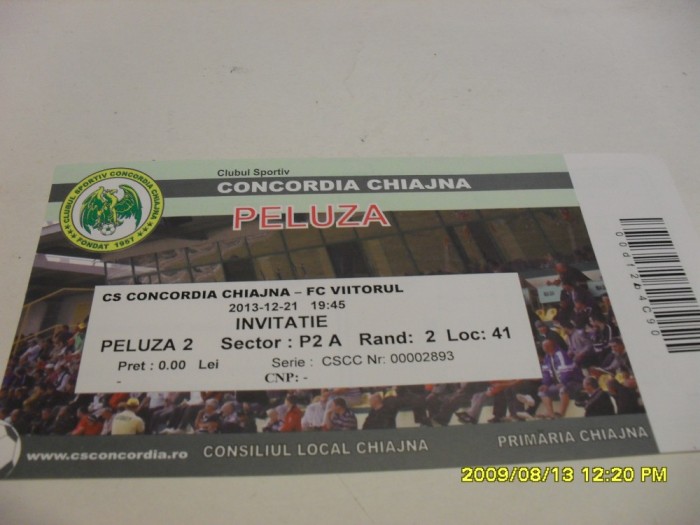 CLUBUL SPORTIV CONCORDIA CHIAJNA
FONDAT 1957
Clubul Sportiv
CONCORDIA CHIAJNA
PELUZA
CS CONCORDIA CHIAJNA – FC VIITORUL
2013-12-21 19:45
INVITATIE
PELUZA 2 Sector : P2 A Rand: 2 Loc: 41
Pret : 0.00 Lei Serie : CSCC Nr: 00002893
- CNP: -
www.csconcordia.ro CONSILIUL LOCAL CHIAJNA PRIMĂRIA CHIAJNA
2009/08/13 12:20 PM